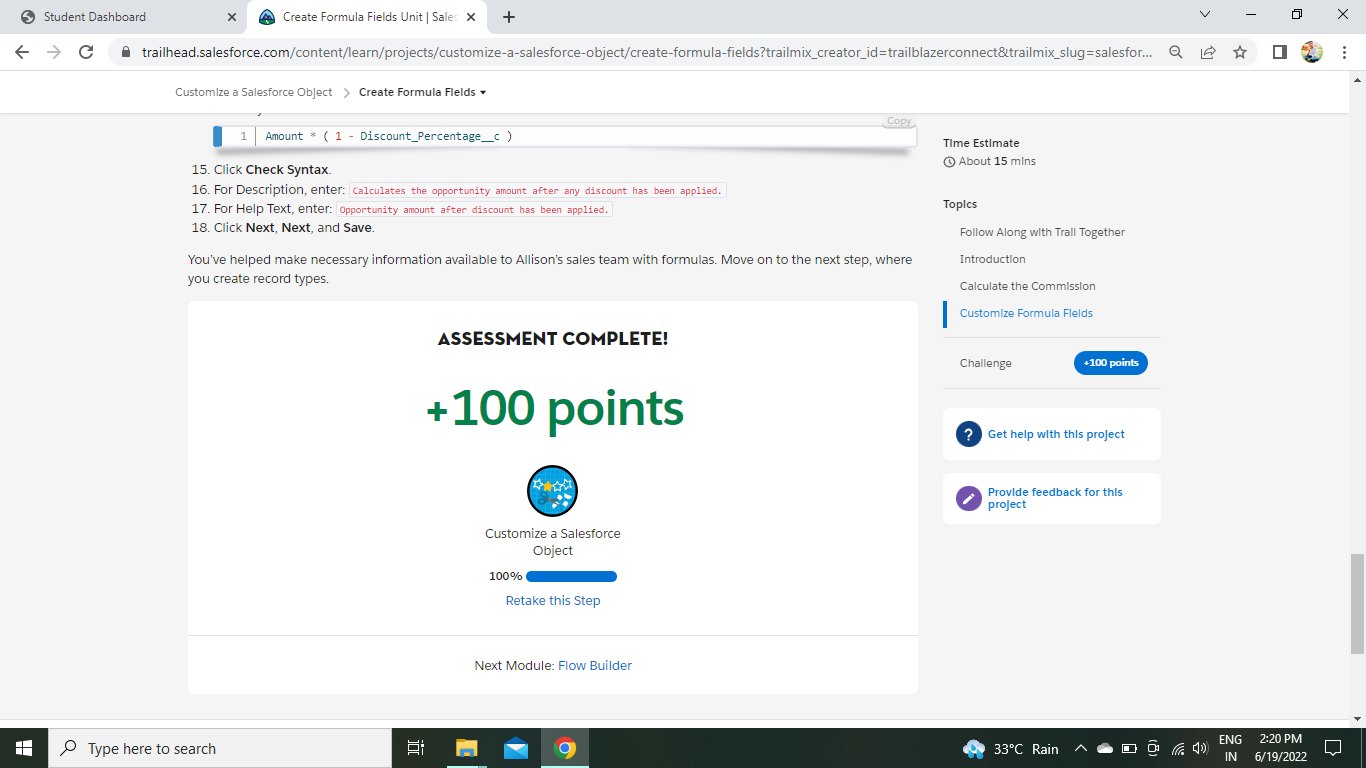 Student Dashboard
Create Formula Fields Unit | Sales
trailhead.salesforce.com/content/learn/projects/customize-a-salesforce-object/create-formula-fields?trailmix_creator_id=trailblazerconnect&trailmix_slug=salesfor...
Customize a Salesforce Object > Create Formula Fields
Copy
1 Amount * ( 1 - Discount_Percentage__c )
15. Click Check Syntax.
16. For Description, enter: Calculates the opportunity amount after any discount has been applied.
17. For Help Text, enter: Opportunity amount after discount has been applied.
18. Click Next, Next, and Save.
You've helped make necessary information available to Allison's sales team with formulas. Move on to the next step, where
you create record types.
ASSESSMENT COMPLETE!
+100 points
Customize a Salesforce
Object
100%
Retake this Step
Next Module: Flow Builder
Time Estimate
About 15 mins
Topics
Follow Along with Trail Together
Introduction
Calculate the Commission
Customize Formula Fields
Challenge +100 points
? Get help with this project
Provide feedback for this
project
Type here to search
33°C Rain
ENG
IN
2:20 PM
6/19/2022